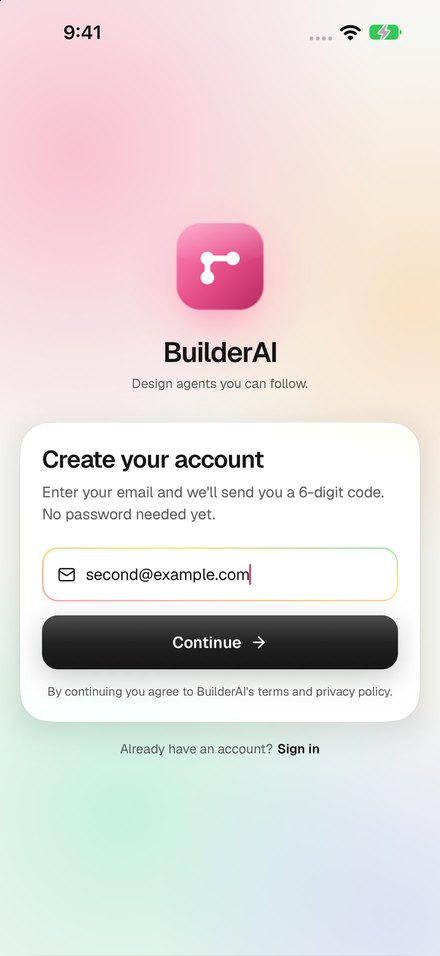 9:41
BuilderAI
Design agents you can follow.
Create your account
Enter your email and we'll send you a 6-digit code.
No password needed yet.
second@example.com
Continue
By continuing you agree to BuilderAI's terms and privacy policy.
Already have an account? Sign in